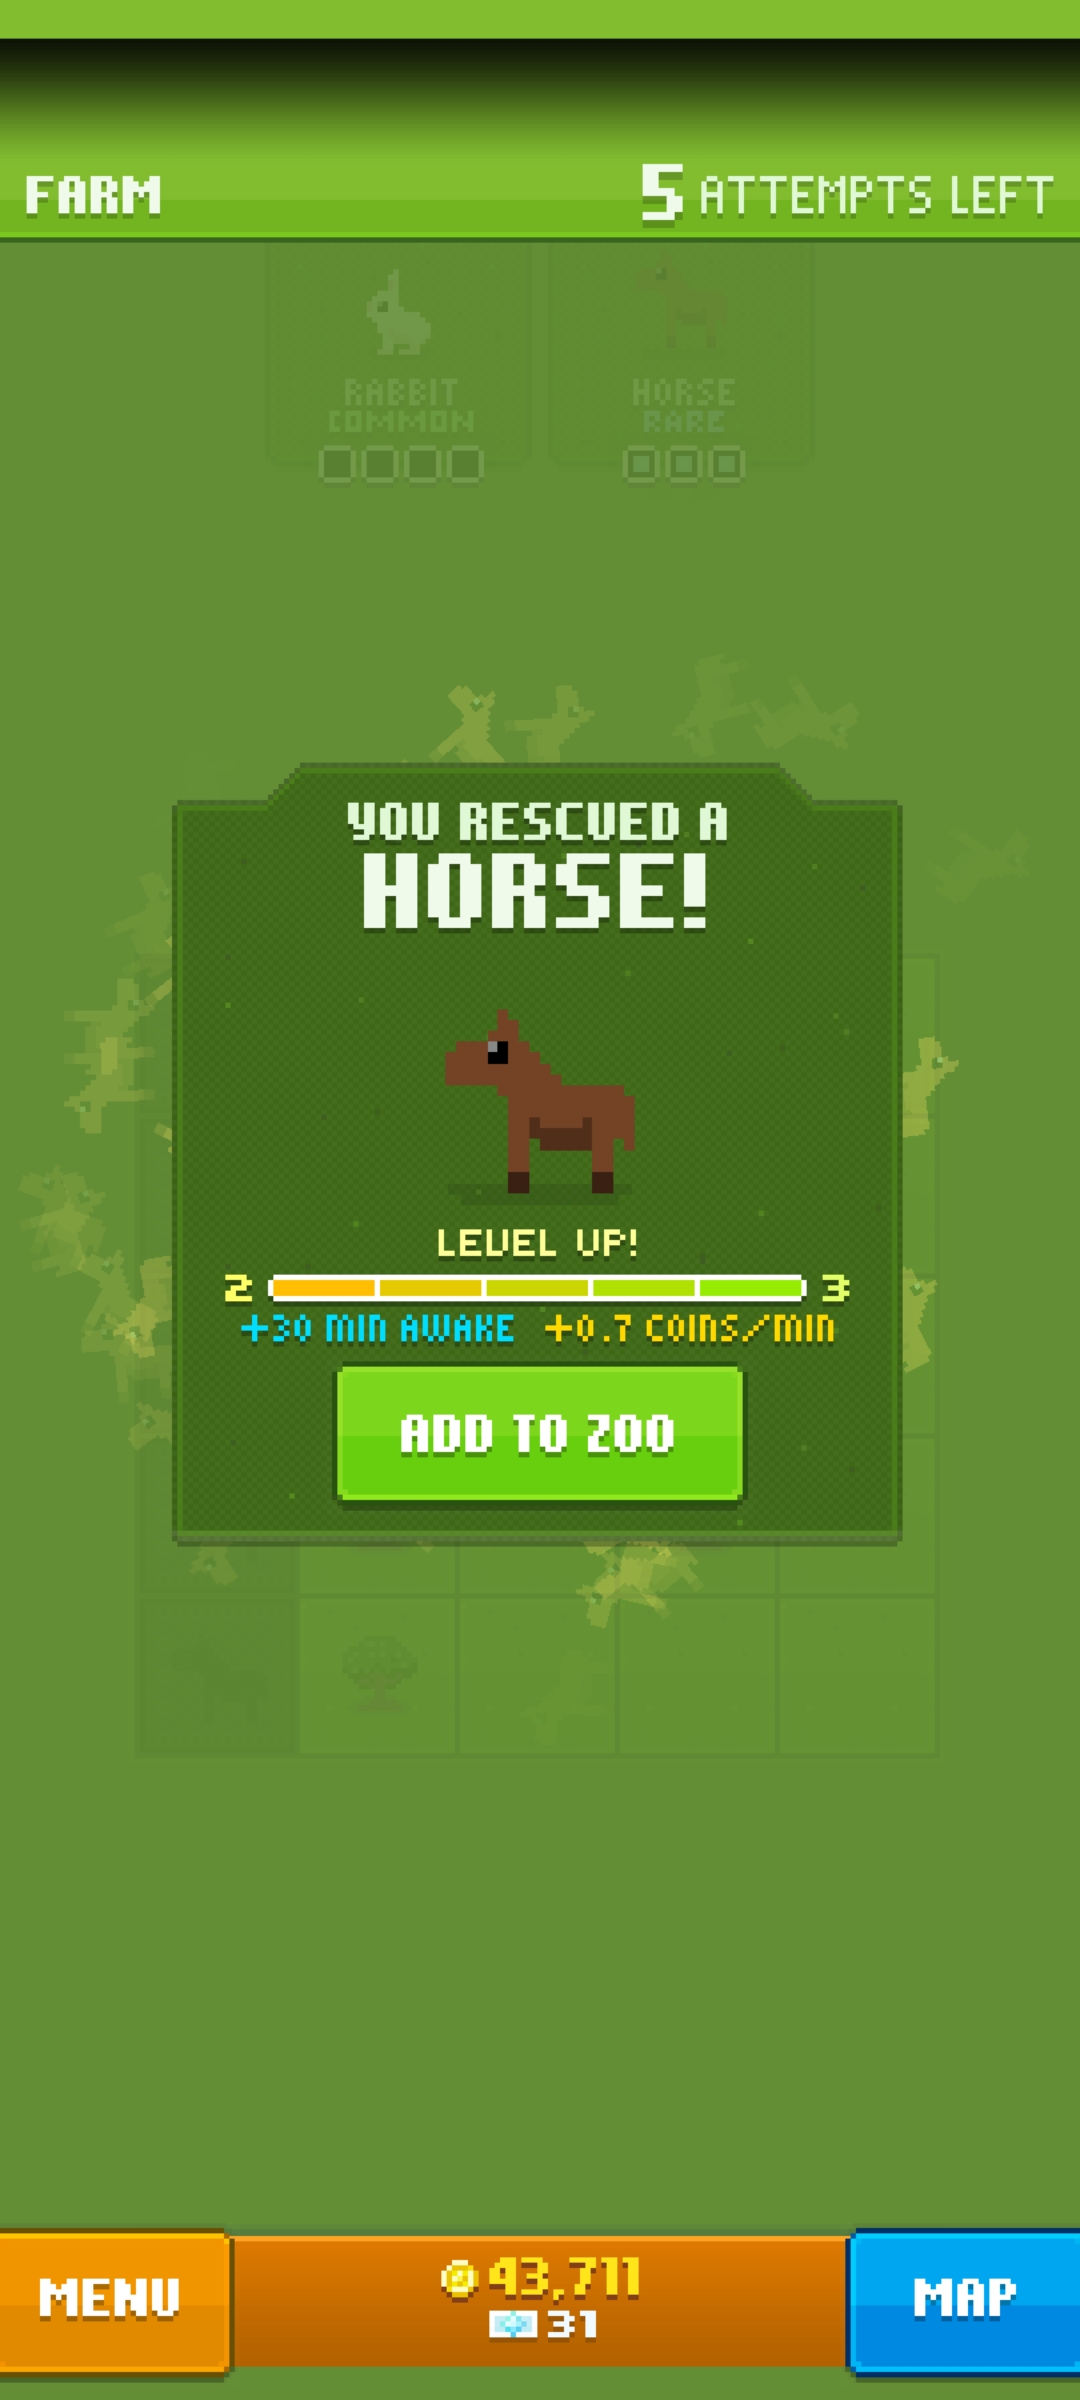 FARM
5 ATTEMPTS LEFT
RABBIT
COMMON
HORSE
RARE
YOU RESCUED A
HORSE!
LEVEL UP!
2 3
+30 MIN AWAKE +0.7 COINS/MIN
ADD TO ZOO
MENU
43,711
31
MAP